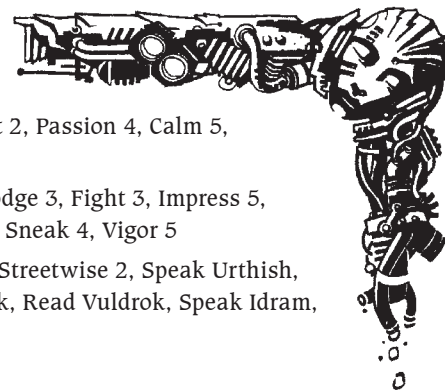 t 2, Passion 4, Calm 5,
odge 3, Fight 3, Impress 5,
Sneak 4, Vigor 5
Streetwise 2, Speak Urthish,
k, Read Vuldrok, Speak Idram,